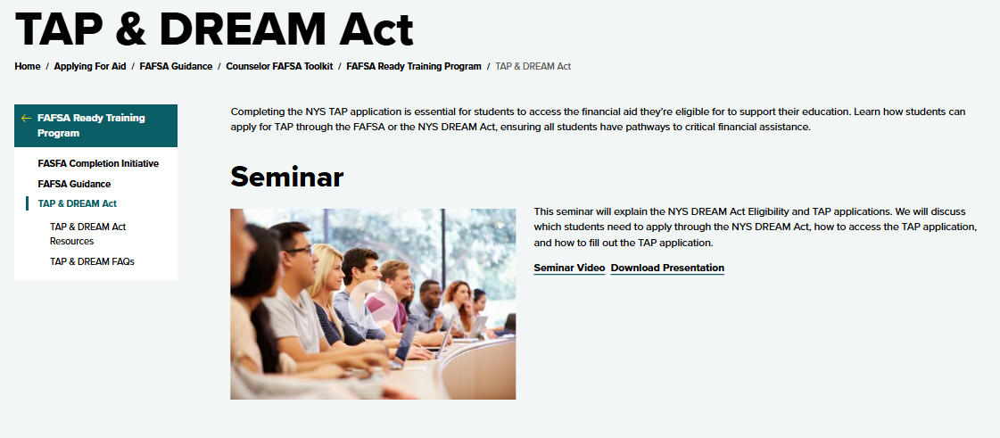 TAP & DREAM Act
Home / Applying For Aid / FAFSA Guidance / Counselor FAFSA Toolkit / FAFSA Ready Training Program / TAP & DREAM Act
← FAFSA Ready Training
Program
FASFA Completion Initiative
FAFSA Guidance
TAP & DREAM Act
TAP & DREAM Act
Resources
TAP & DREAM FAQs
Completing the NYS TAP application is essential for students to access the financial aid they're eligible for to support their education. Learn how students can
apply for TAP through the FAFSA or the NYS DREAM Act, ensuring all students have pathways to critical financial assistance.
Seminar
This seminar will explain the NYS DREAM Act Eligibility and TAP applications. We will discuss
which students need to apply through the NYS DREAM Act, how to access the TAP application,
and how to fill out the TAP application.
Seminar Video Download Presentation